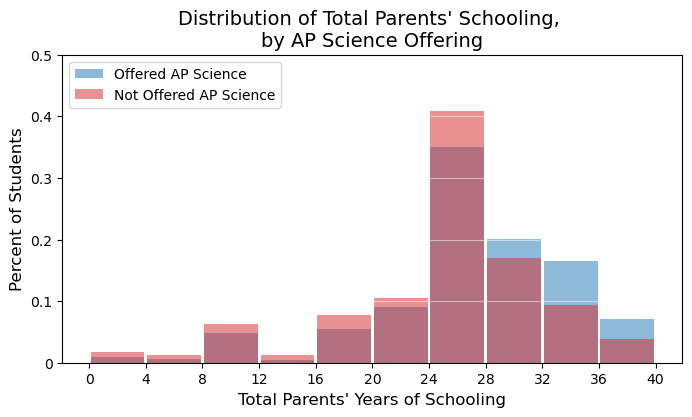 Distribution of Total Parents' Schooling,
by AP Science Offering
Offered AP Science
Not Offered AP Science
Percent of Students
0.5
0.4
0.3
0.2
0.1
0
0 4 8 12 16 20 24 28 32 36 40
Total Parents' Years of Schooling